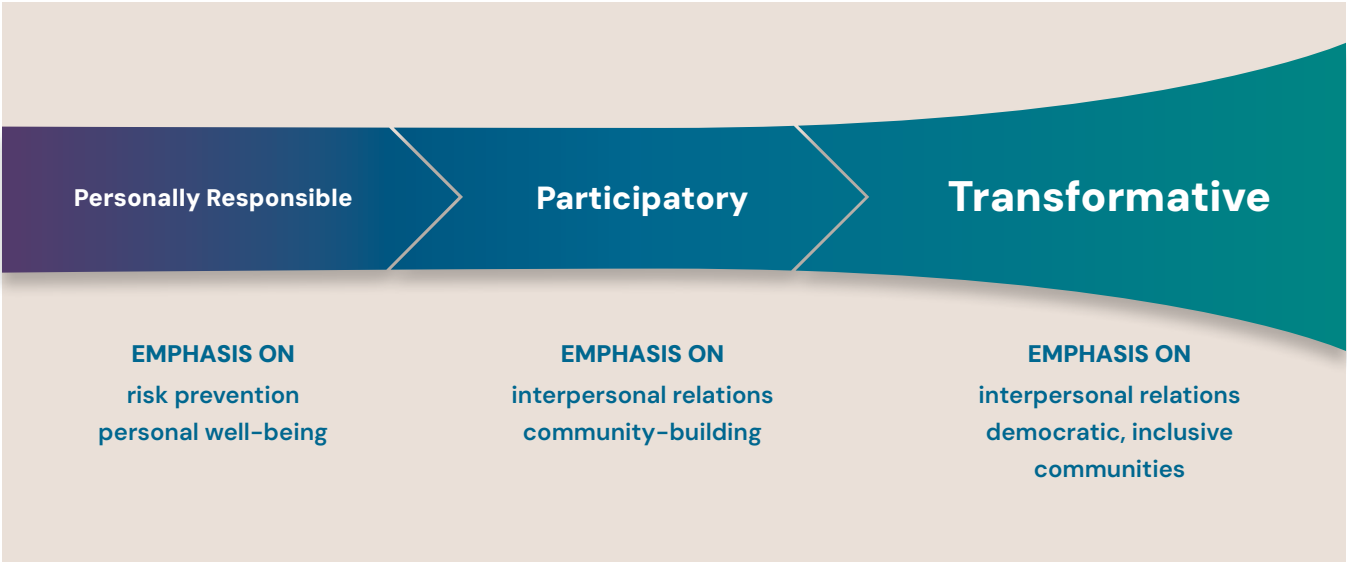 Personally Responsible
Participatory
Transformative
EMPHASIS ON
risk prevention
personal well-being
EMPHASIS ON
interpersonal relations
community-building
EMPHASIS ON
interpersonal relations
democratic, inclusive
communities